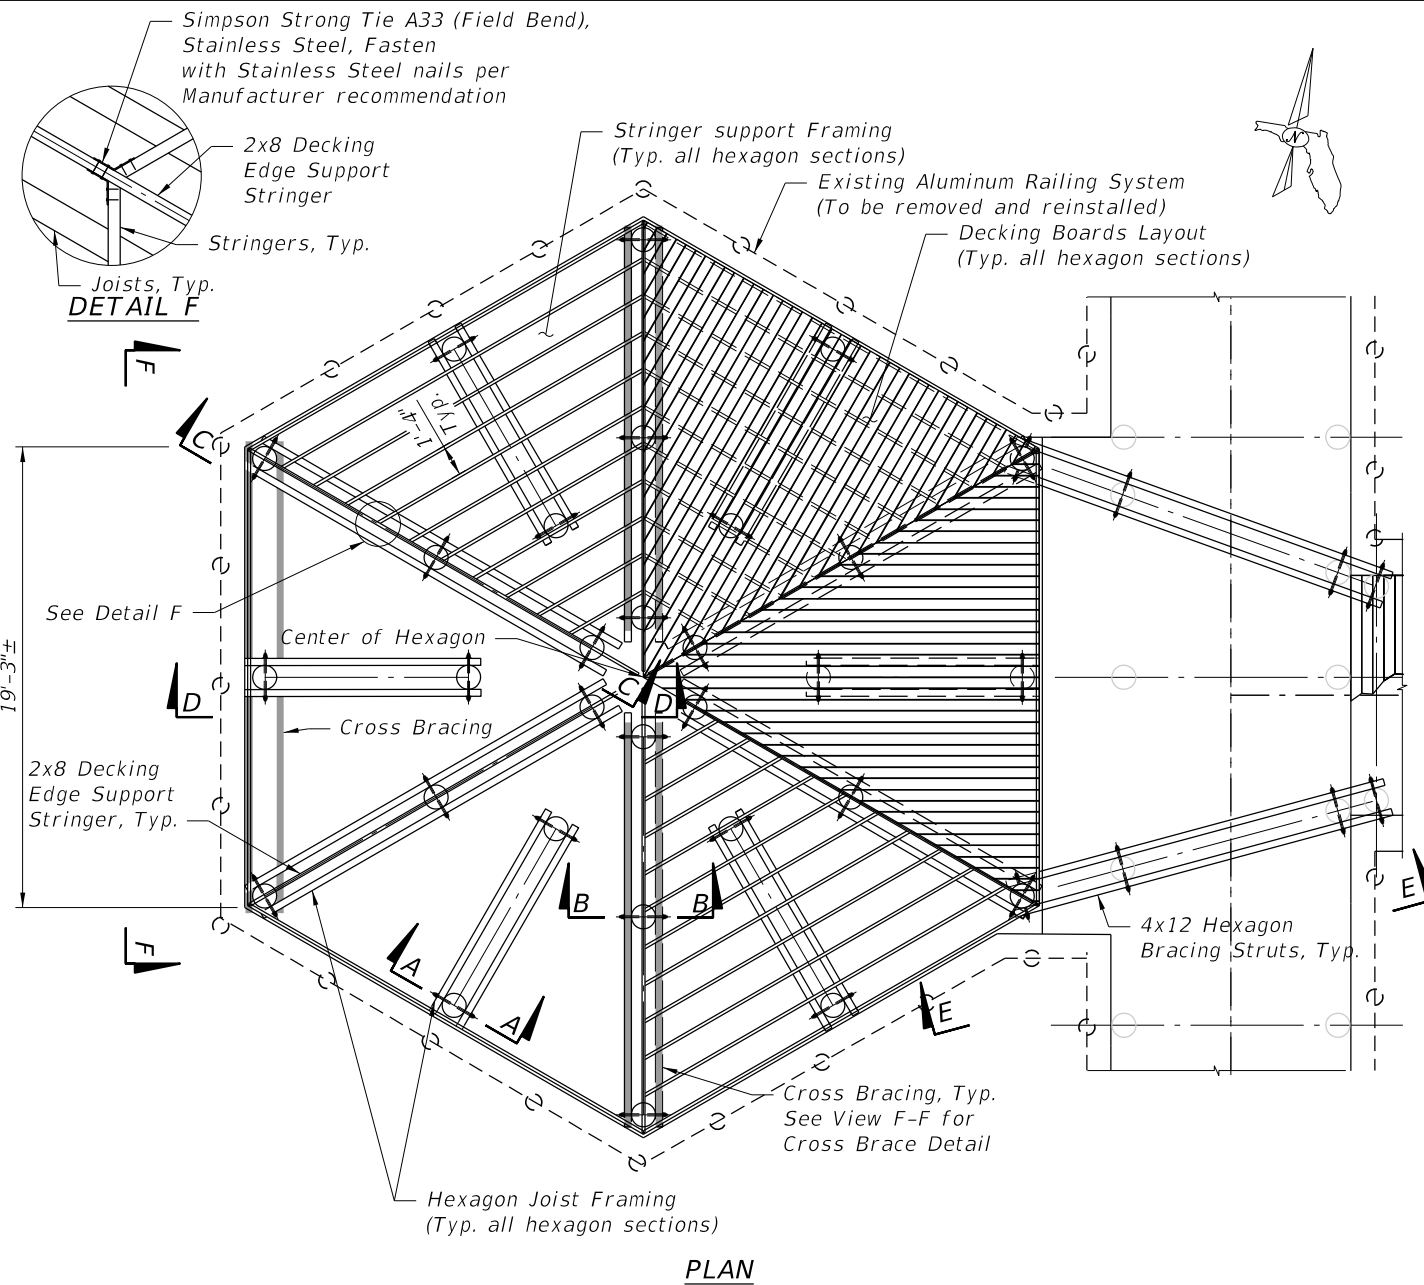 Simpson Strong Tie A33 (Field Bend),
Stainless Steel, Fasten
with Stainless Steel nails per
Manufacturer recommendation
2x8 Decking
Edge Support
Stringer
Stringers, Typ.
Joists, Typ.
DETAIL F
Stringer support Framing
(Typ. all hexagon sections)
Existing Aluminum Railing System
(To be removed and reinstalled)
Decking Boards Layout
(Typ. all hexagon sections)
N
F
C
1'-4"
Typ.
19'-3"±
See Detail F
Center of Hexagon
C
D
D
Cross Bracing
2x8 Decking
Edge Support
Stringer, Typ.
B
B
E
4x12 Hexagon
Bracing Struts, Typ.
F
A
A
E
Cross Bracing, Typ.
See View F-F for
Cross Brace Detail
Hexagon Joist Framing
(Typ. all hexagon sections)
PLAN